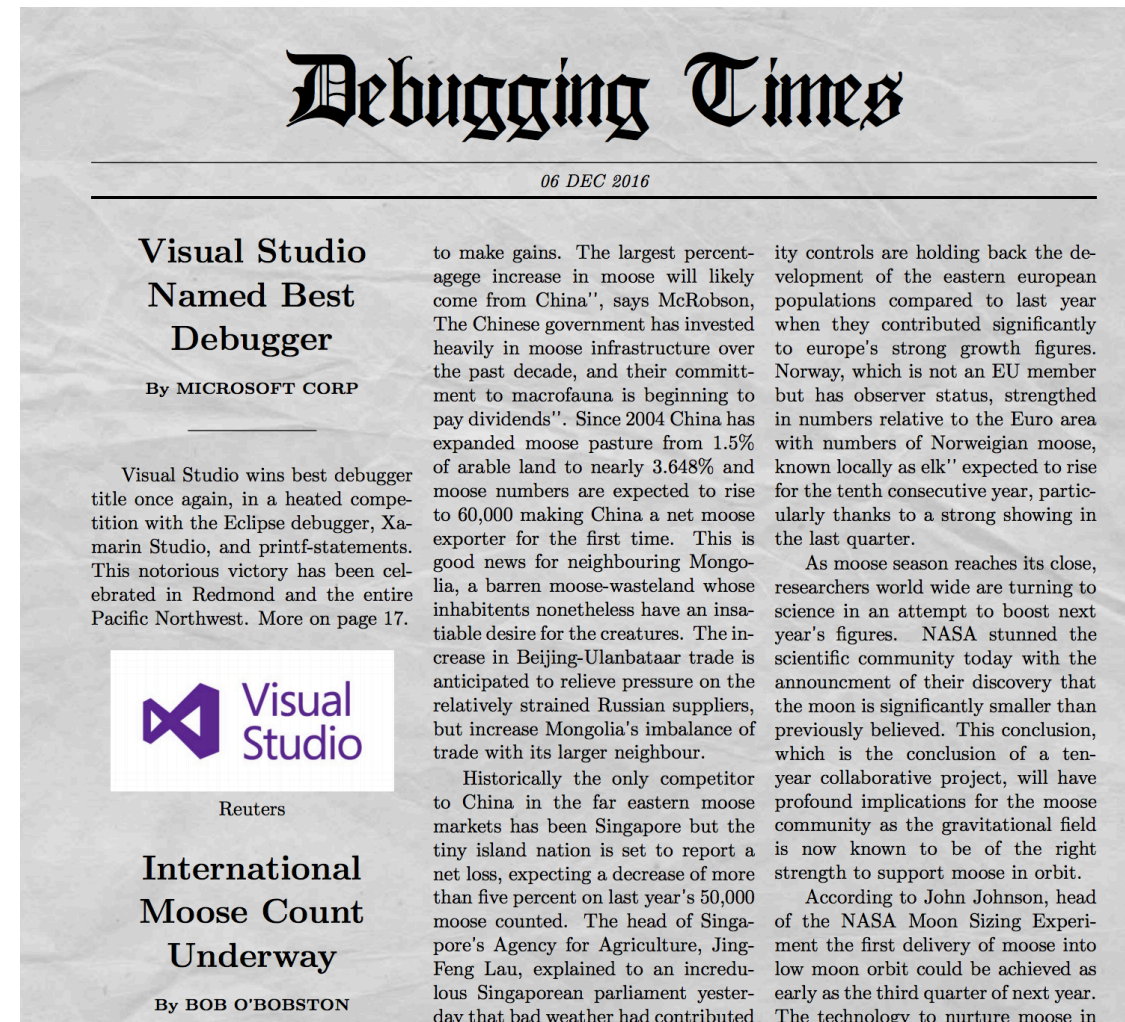 Debugging Times
06 DEC 2016
Visual Studio
Named Best
Debugger
By MICROSOFT CORP
Visual Studio wins best debugger
title once again, in a heated compe-
tition with the Eclipse debugger, Xa-
marin Studio, and printf-statements.
This notorious victory has been cel-
ebrated in Redmond and the entire
Pacific Northwest. More on page 17.
Visual
Studio
Reuters
International
Moose Count
Underway
By BOB O'BOBSTON
to make gains. The largest percent-
agege increase in moose will likely
come from China'', says McRobson,
The Chinese government has invested
heavily in moose infrastructure over
the past decade, and their committ-
ment to macrofauna is beginning to
pay dividends''. Since 2004 China has
expanded moose pasture from 1.5%
of arable land to nearly 3.648% and
moose numbers are expected to rise
to 60,000 making China a net moose
exporter for the first time. This is
good news for neighbouring Mongo-
lia, a barren moose-wasteland whose
inhabitents nonetheless have an insa-
tiable desire for the creatures. The in-
crease in Beijing-Ulanbataar trade is
anticipated to relieve pressure on the
relatively strained Russian suppliers,
but increase Mongolia's imbalance of
trade with its larger neighbour.
Historically the only competitor
to China in the far eastern moose
markets has been Singapore but the
tiny island nation is set to report a
net loss, expecting a decrease of more
than five percent on last year's 50,000
moose counted. The head of Singa-
pore's Agency for Agriculture, Jing-
Feng Lau, explained to an incredu-
lous Singaporean parliament yester-
day that bad weather had contributed
ity controls are holding back the de-
velopment of the eastern european
populations compared to last year
when they contributed significantly
to europe's strong growth figures.
Norway, which is not an EU member
but has observer status, strengthed
in numbers relative to the Euro area
with numbers of Norweigian moose,
known locally as elk'' expected to rise
for the tenth consecutive year, partic-
ularly thanks to a strong showing in
the last quarter.
As moose season reaches its close,
researchers world wide are turning to
science in an attempt to boost next
year's figures. NASA stunned the
scientific community today with the
announcment of their discovery that
the moon is significantly smaller than
previously believed. This conclusion,
which is the conclusion of a ten-
year collaborative project, will have
profound implications for the moose
community as the gravitational field
is now known to be of the right
strength to support moose in orbit.
According to John Johnson, head
of the NASA Moon Sizing Experi-
ment the first delivery of moose into
low moon orbit could be achieved as
early as the third quarter of next year.
The technology to nurture moose in